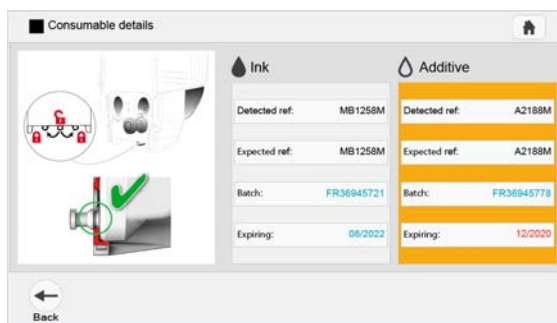 Consumable details
Ink
Detected ref: MB1258M
Expected ref: MB1258M
Batch: FR36945721
Expiring: 08/2022
Additive
Detected ref: A2188M
Expected ref: A2188M
Batch: FR36945778
Expiring: 12/2020
Back